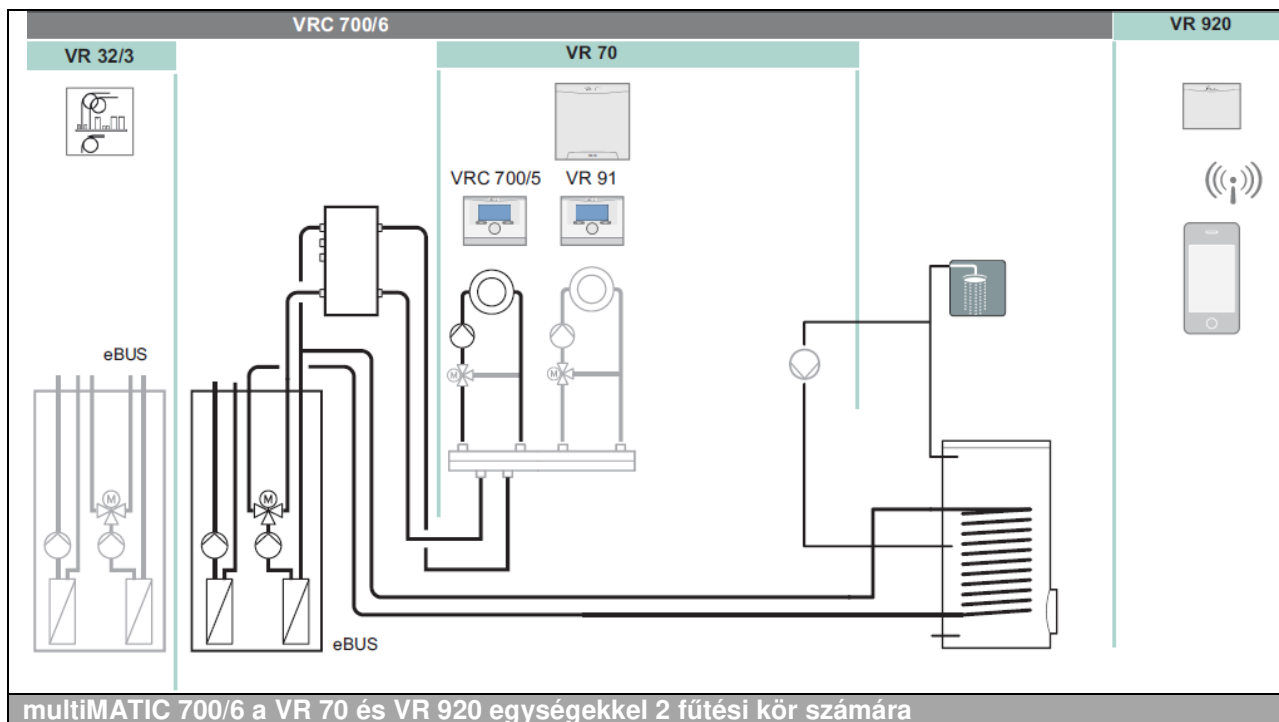 VRC 700/6
VR 920
VR 32/3
VR 70
VRC 700/5
VR 91
eBUS
M
M
M
M
eBUS
multiMATIC 700/6 a VR 70 és VR 920 egységekkel 2 fűtési kör számára